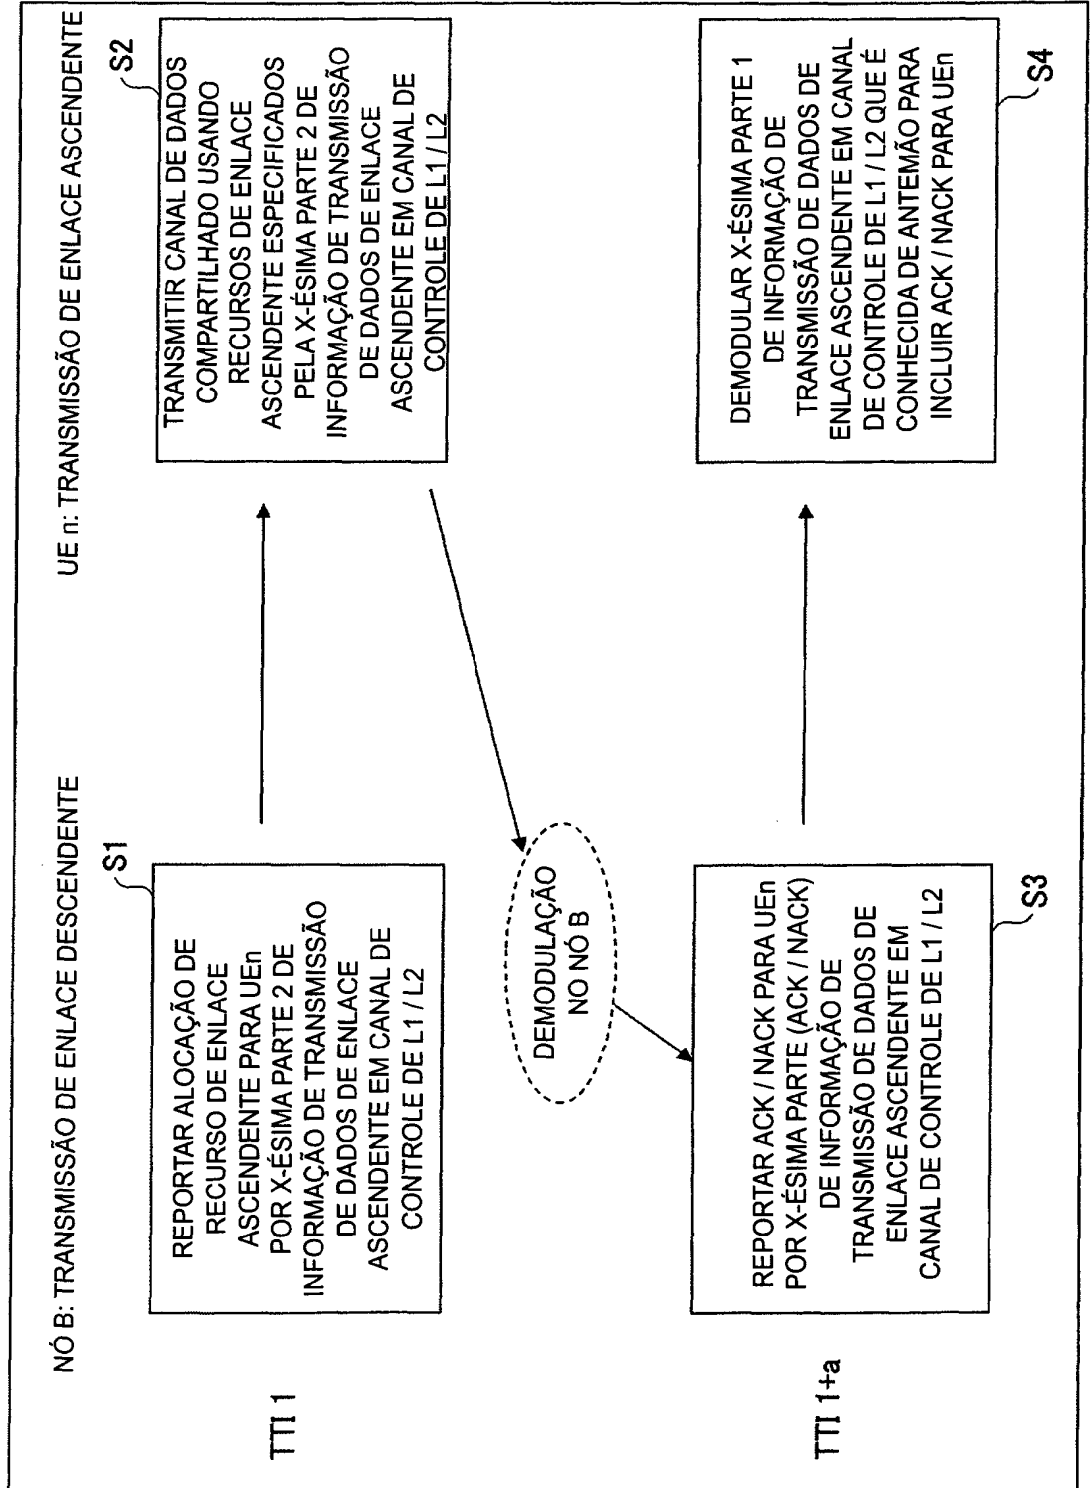 NÓ B: TRANSMISSÃO DE ENLACE DESCENDENTE
UE n: TRANSMISSÃO DE ENLACE ASCENDENTE
TTI 1
S1
REPORTAR ALOCAÇÃO DE
RECURSO DE ENLACE
ASCENDENTE PARA UEn
POR X-ÉSIMA PARTE 2 DE
INFORMAÇÃO DE TRANSMISSÃO
DE DADOS DE ENLACE
ASCENDENTE EM CANAL DE
CONTROLE DE L1 / L2
S2
TRANSMITIR CANAL DE DADOS
COMPARTILHADO USANDO
RECURSOS DE ENLACE
ASCENDENTE ESPECIFICADOS
PELA X-ÉSIMA PARTE 2 DE
INFORMAÇÃO DE TRANSMISSÃO
DE DADOS DE ENLACE
ASCENDENTE EM CANAL DE
CONTROLE DE L1 / L2
DEMODULAÇÃO
NO NÓ B
TTI 1+a
REPORTAR ACK / NACK PARA UEn
POR X-ÉSIMA PARTE (ACK / NACK)
DE INFORMAÇÃO DE
TRANSMISSÃO DE DADOS DE
ENLACE ASCENDENTE EM
CANAL DE CONTROLE DE L1 / L2
S3
DEMODULAR X-ÉSIMA PARTE 1
DE INFORMAÇÃO DE
TRANSMISSÃO DE DADOS DE
ENLACE ASCENDENTE EM CANAL
DE CONTROLE DE L1 / L2 QUE É
CONHECIDA DE ANTEMÃO PARA
INCLUIR ACK / NACK PARA UEn
S4